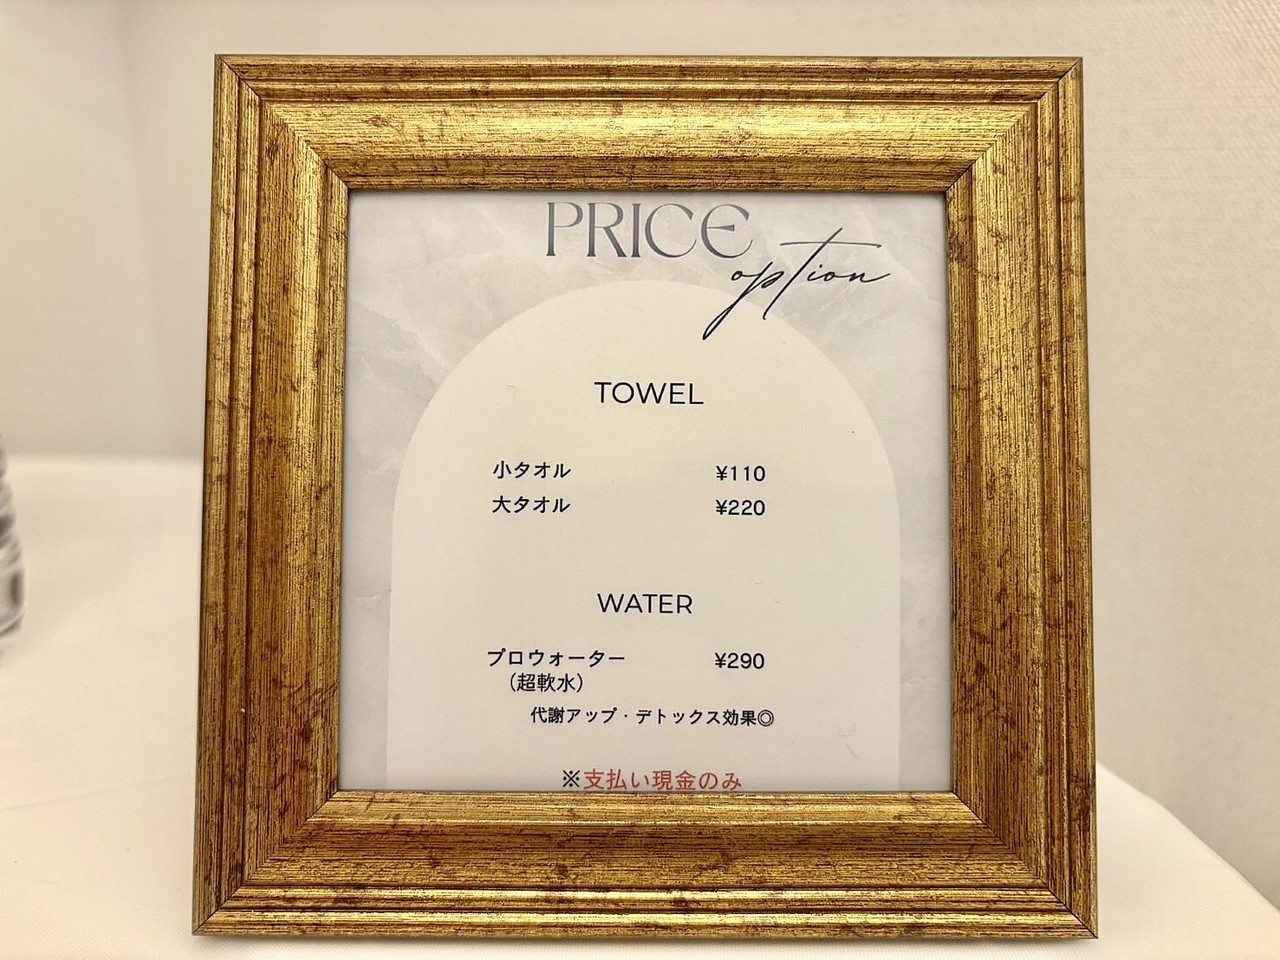 PRICE
option
TOWEL
小タオル ¥110
大タオル ¥220
WATER
プロウォーター ¥290
（超軟水）
代謝アップ・デトックス効果◎
※支払い現金のみ